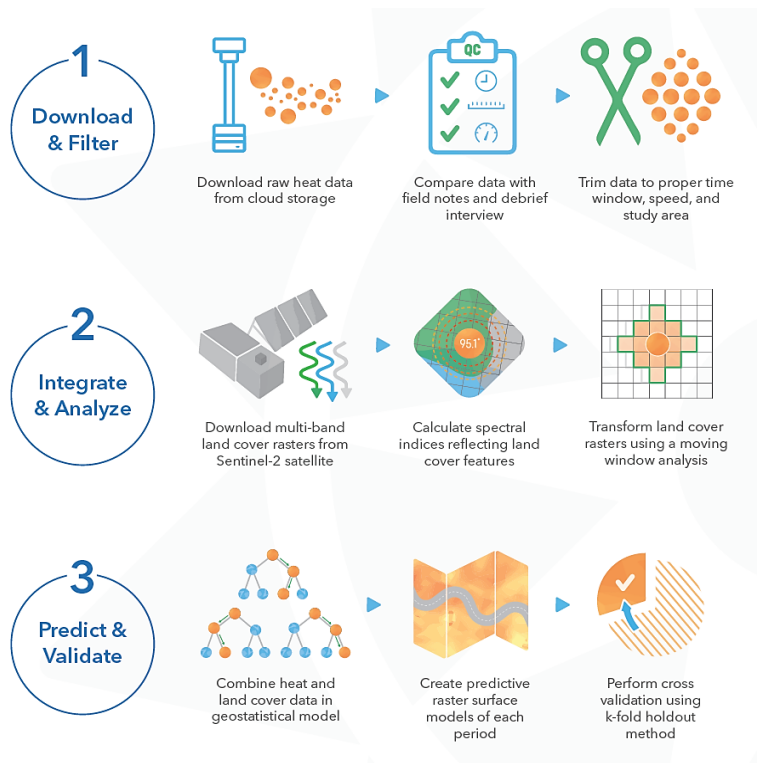 1
Download
& Filter
QC
Download raw heat data
from cloud storage
Compare data with
field notes and debrief
interview
Trim data to proper time
window, speed, and
study area
2
Integrate
& Analyze
95.1°
Download multi-band
land cover rasters from
Sentinel-2 satellite
Calculate spectral
indices reflecting land
cover features
Transform land cover
rasters using a moving
window analysis
3
Predict &
Validate
Combine heat and
land cover data in
geostatistical model
Create predictive
raster surface
models of each
period
Perform cross
validation using
k-fold holdout
method